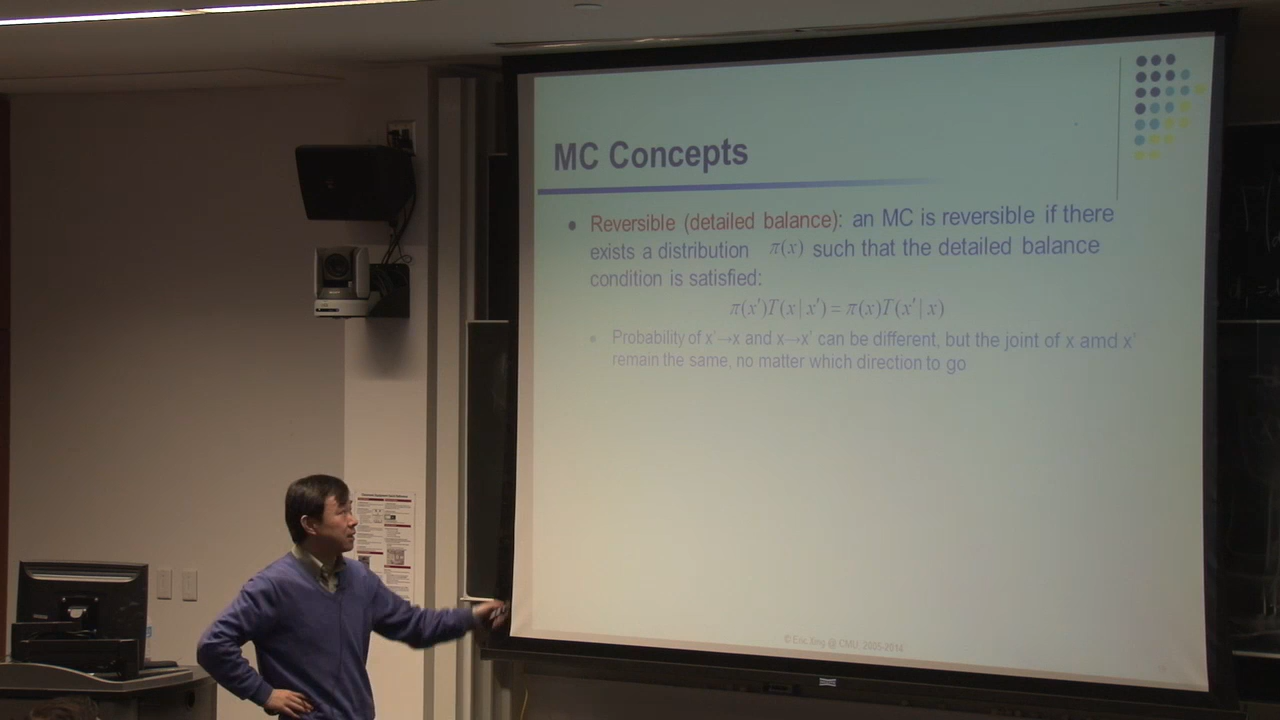 MC Concepts
• Reversible (detailed balance): an MC is reversible if there
exists a distribution π(x) such that the detailed balance
condition is satisfied:
π(x')T(x | x') = π(x)T(x' | x)
• Probability of x'→x and x→x' can be different, but the joint of x amd x'
remain the same, no matter which direction to go
© Eric Xing @ CMU, 2005-2014